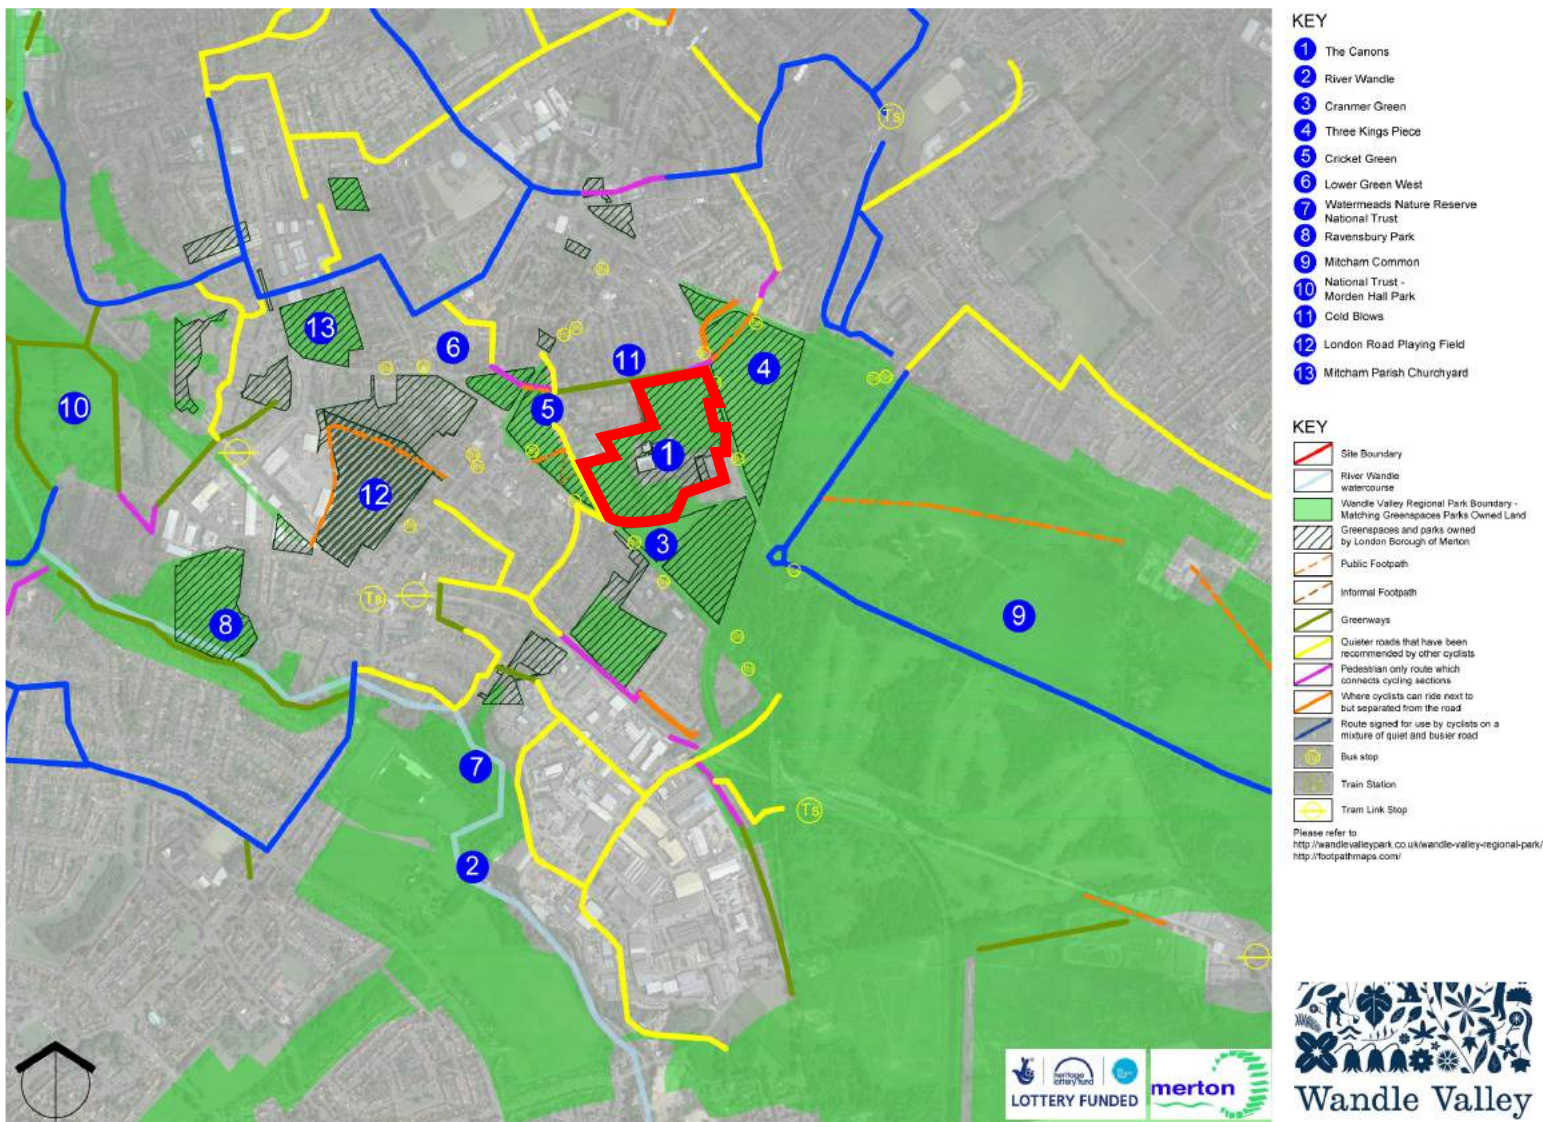 KEY
1 The Canons
2 River Wandle
3 Cranmer Green
4 Three Kings Piece
5 Cricket Green
6 Lower Green West
7 Watermeads Nature Reserve
National Trust
8 Ravensbury Park
9 Mitcham Common
10 National Trust -
Morden Hall Park
11 Cold Blows
12 London Road Playing Field
13 Mitcham Parish Churchyard
KEY
Site Boundary
River Wandle
watercourse
Wandle Valley Regional Park Boundary -
Matching Greenspaces Parks Owned Land
Greenspaces and parks owned
by London Borough of Merton
Public Footpath
Informal Footpath
Greenways
Quieter roads that have been
recommended by other cyclists
Pedestrian only route which
connects cycling sections
Where cyclists can ride next to
but separated from the road
Route signed for use by cyclists on a
mixture of quiet and busier road
Bus stop
Train Station
Tram Link Stop
Please refer to
http://wandlevalleypark.co.uk/wandle-valley-regional-park/
http://footpathmaps.com/
Ts
13
6
11
4
10
5
1
12
3
Ts
8
9
7
Ts
2
heritage
lottery fund
LOTTERY FUNDED
merton
Wandle Valley